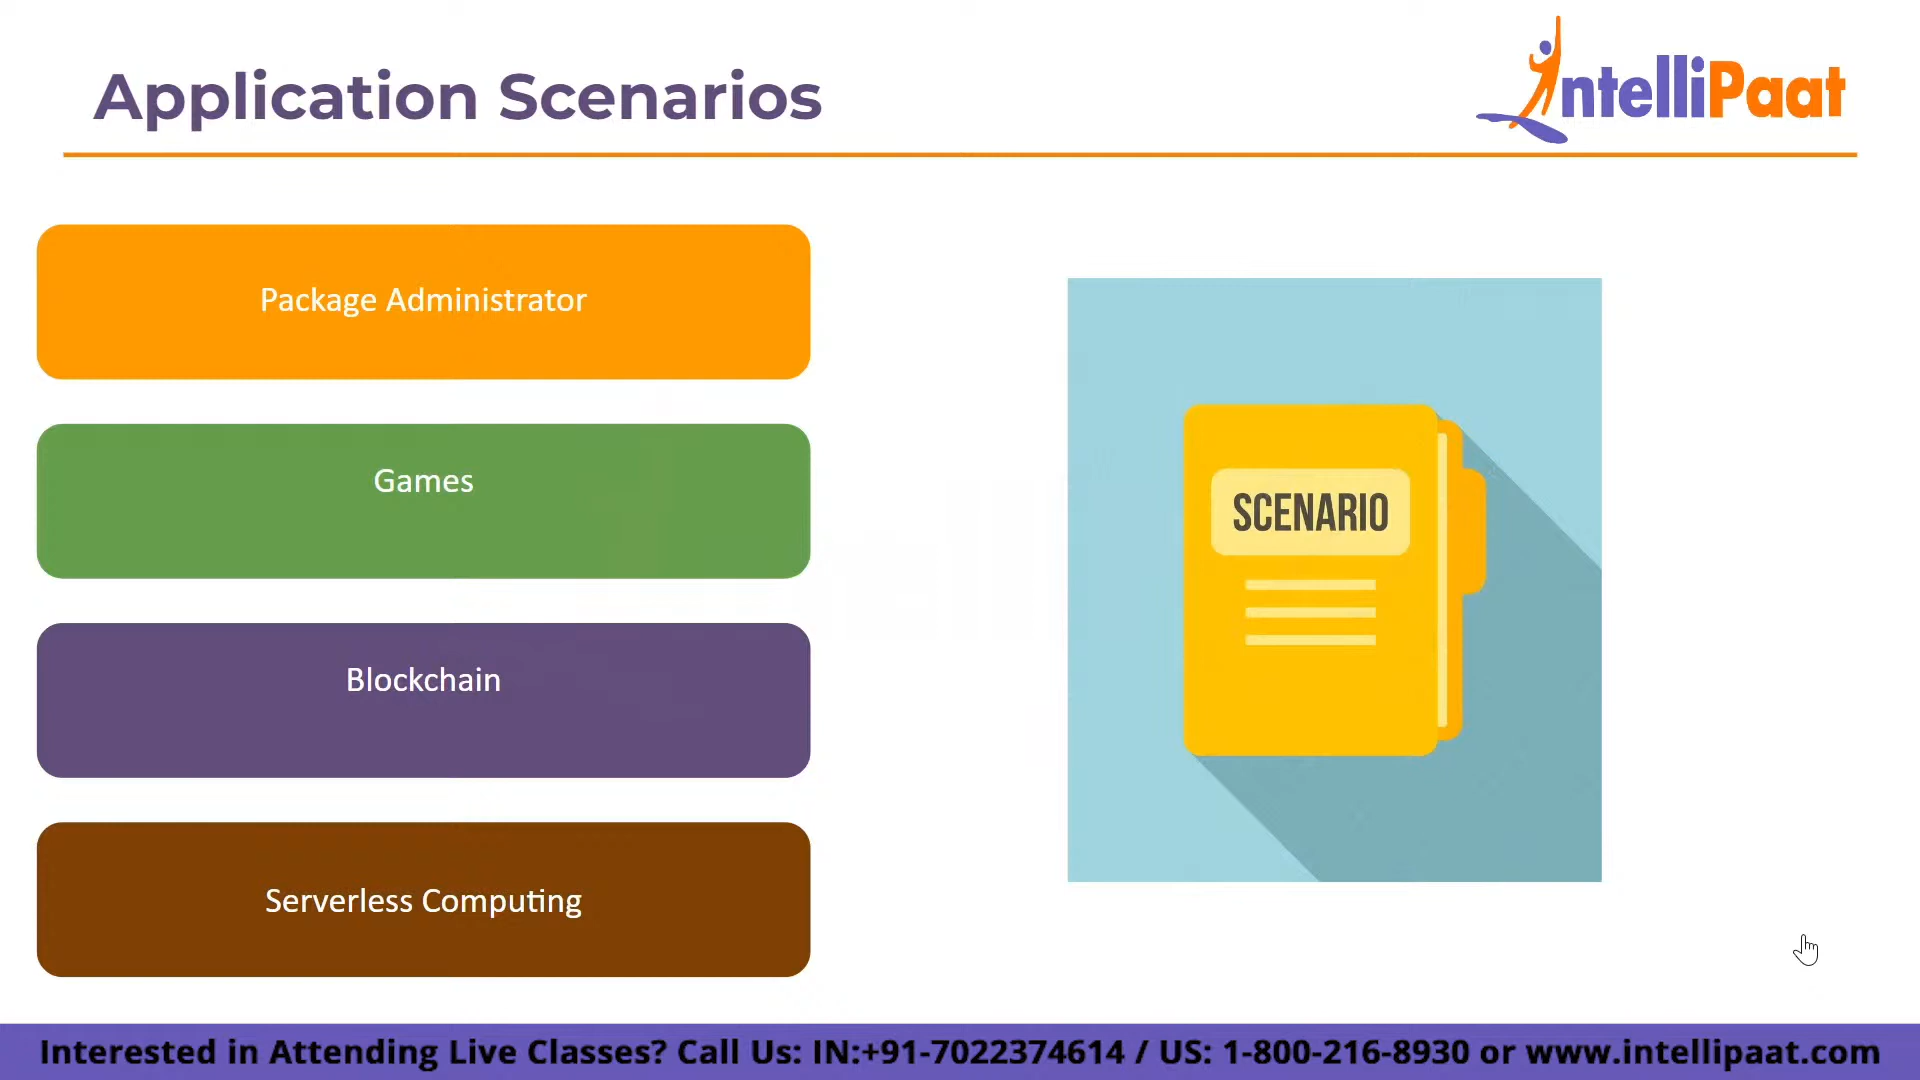 Application Scenarios
IntelliPaat
Package Administrator
Games
Blockchain
Serverless Computing
SCENARIO
Interested in Attending Live Classes? Call Us: IN:+91-7022374614 / US: 1-800-216-8930 or www.intellipaat.com